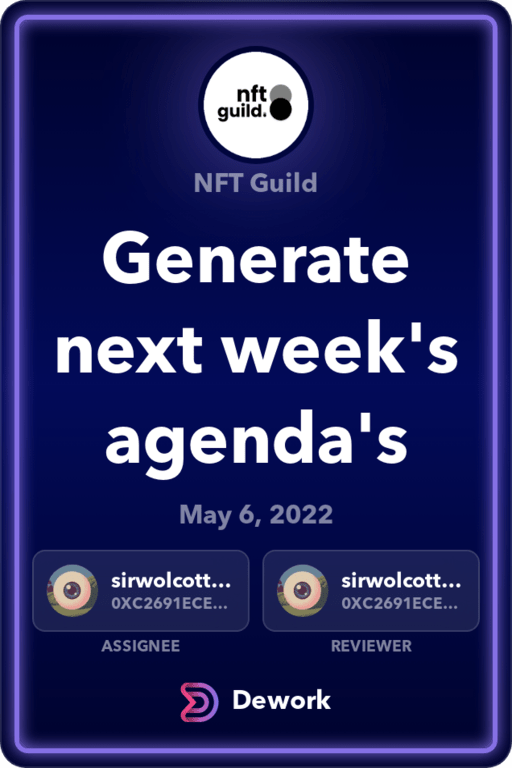 nft
guild.
NFT Guild
Generate
next week's
agenda's
May 6, 2022
sirwolcott... sirwolcott...
0XC2691ECE... 0XC2691ECE...
ASSIGNEE REVIEWER
Dework